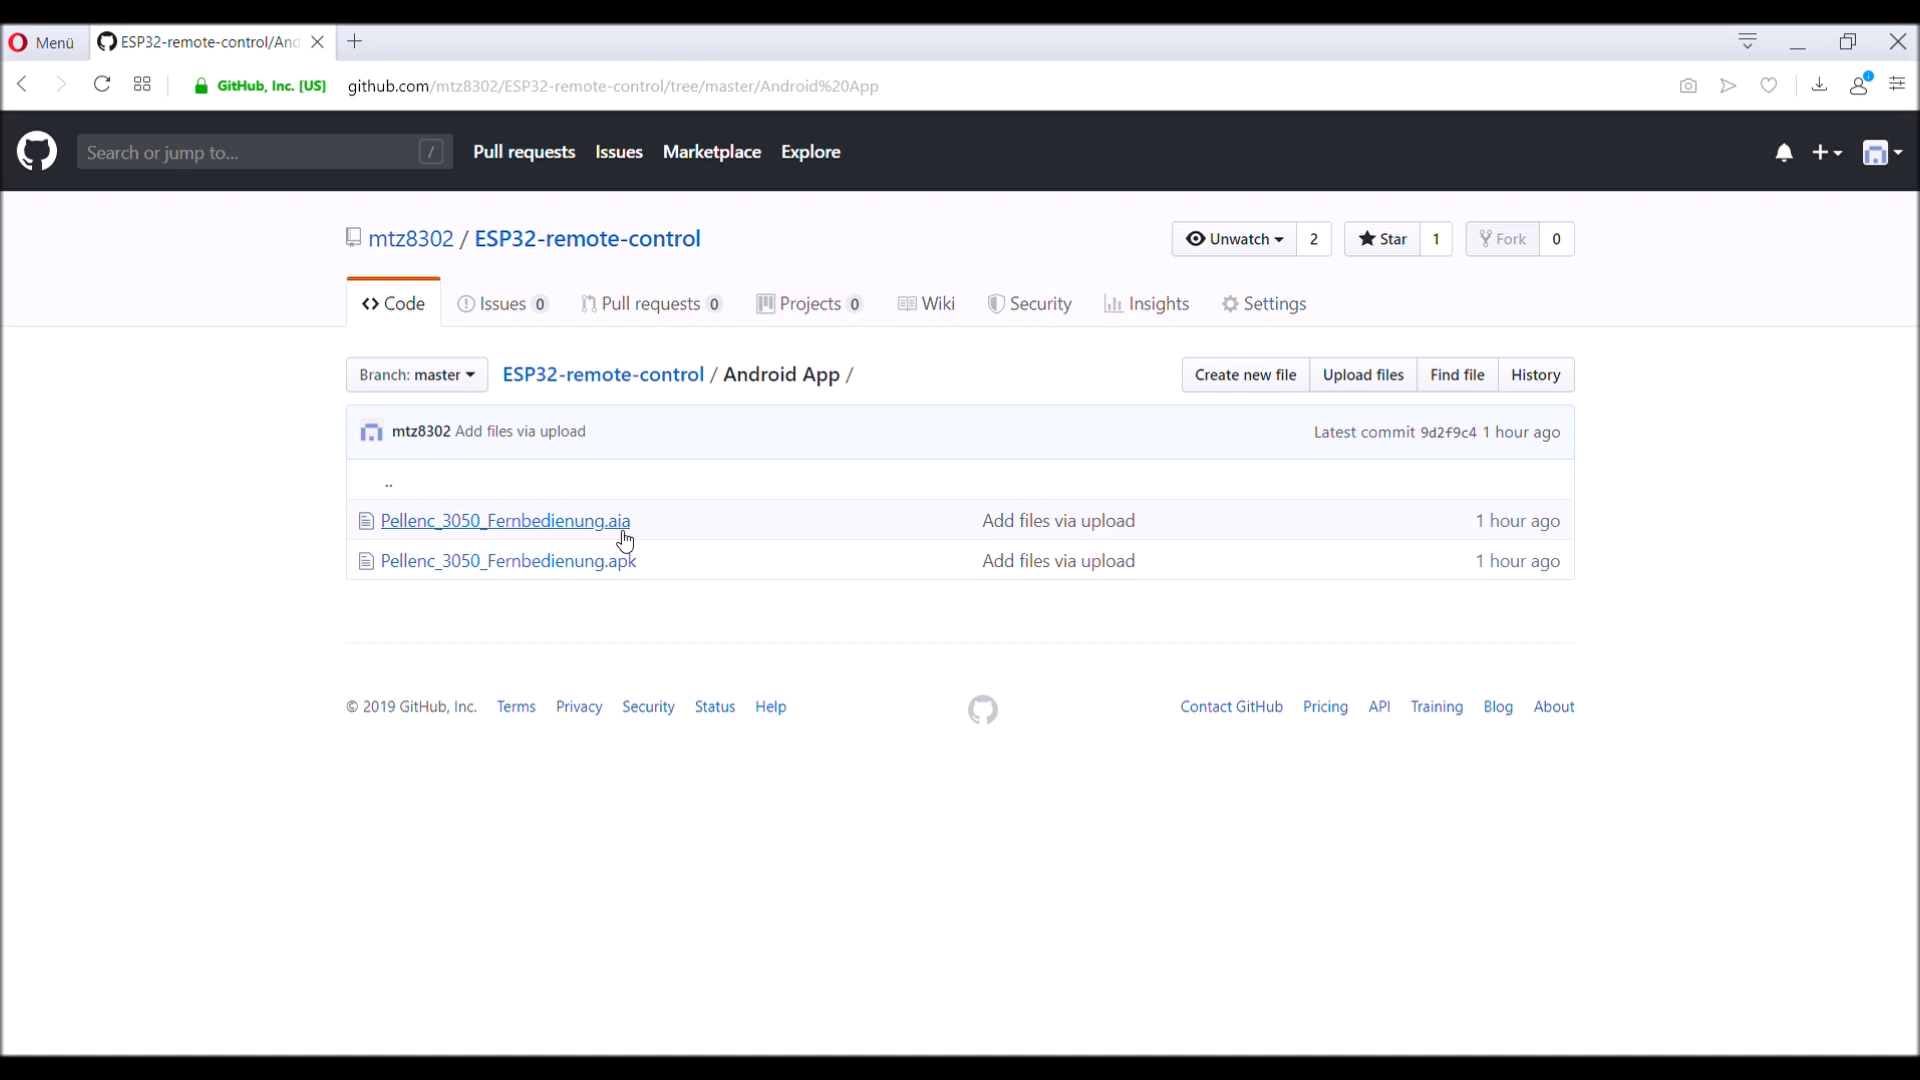 Menü ESP32-remote-control/And
GitHub, Inc. [US] github.com/mtz8302/ESP32-remote-control/tree/master/Android%20App
Search or jump to... / Pull requests Issues Marketplace Explore
mtz8302 / ESP32-remote-control Unwatch 2 Star 1 Fork 0
Code Issues 0 Pull requests 0 Projects 0 Wiki Security Insights Settings
Branch: master ESP32-remote-control / Android App / Create new file Upload files Find file History
mtz8302 Add files via upload Latest commit 9d2f9c4 1 hour ago
..
Pellenc_3050_Fernbedienung.aia Add files via upload 1 hour ago
Pellenc_3050_Fernbedienung.apk Add files via upload 1 hour ago
© 2019 GitHub, Inc. Terms Privacy Security Status Help Contact GitHub Pricing API Training Blog About